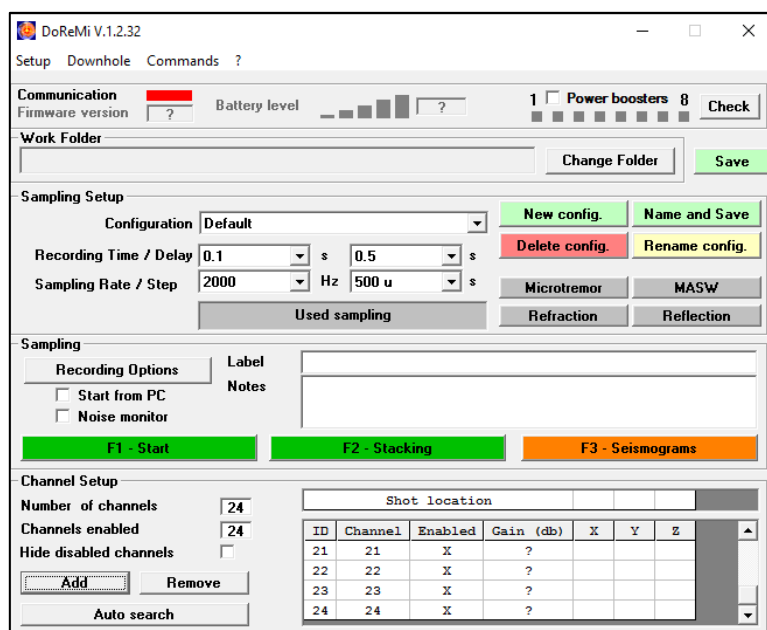 DoReMi V.1.2.32
Setup Downhole Commands ?
Communication
Firmware version ?
Battery level ?
1 Power boosters 8
Check
Work Folder
Change Folder
Save
Sampling Setup
Configuration Default
New config. Name and Save
Delete config. Rename config.
Recording Time / Delay 0.1 s 0.5 s
Sampling Rate / Step 2000 Hz 500 u s
Microtremor MASW
Used sampling
Refraction Reflection
Sampling
Recording Options
Label
Start from PC
Notes
Noise monitor
F1 - Start F2 - Stacking F3 - Seismograms
Channel Setup
Number of channels 24
Shot location
Channels enabled 24
Hide disabled channels
Add Remove
Auto search
ID Channel Enabled Gain (db) X Y Z
21 21 X ?
22 22 X ?
23 23 X ?
24 24 X ?